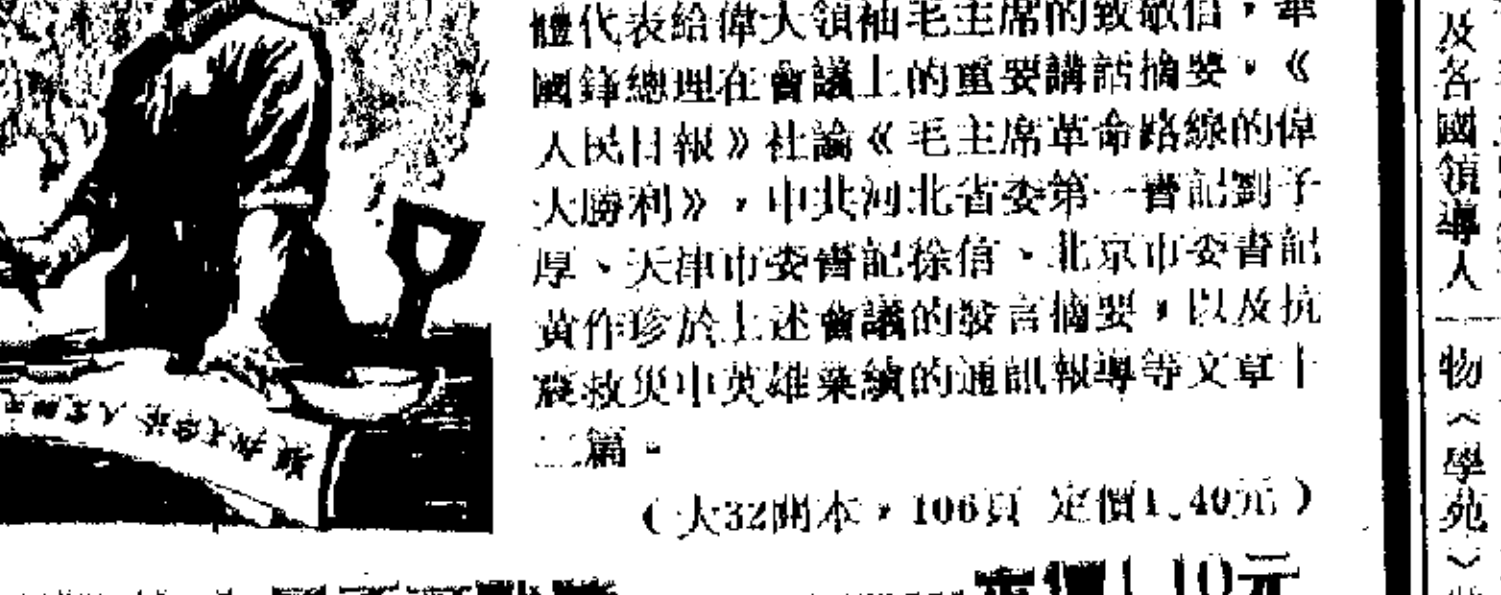 體代表給偉大領袖毛主席的致敬信,華
國鋒總理在會議上的重要講話摘要,《
人民日報》社論《毛主席革命路線的偉
大勝利》,中共河北省委第一書記劉子
厚、天津市委書記徐信、北京市委書記
黃作珍於上述會議的發言摘要,以及抗
震救災中英雄業績的通訊報導等文章十
二篇。
(大32開本,106頁 定價1.40元)
定價1.10元
及各國領導人
物(學苑)